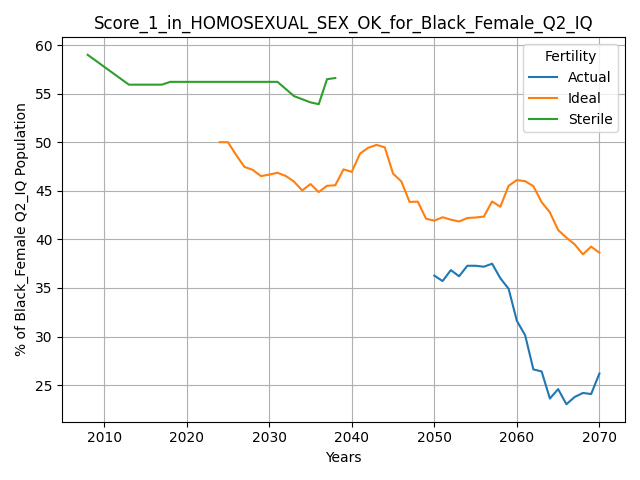 Score_1_in_HOMOSEXUAL_SEX_OK_for_Black_Female_Q2_IQ
Fertility
Actual
Ideal
Sterile
% of Black_Female Q2_IQ Population
60
55
50
45
40
35
30
25
2010
2020
2030
2040
2050
2060
2070
Years